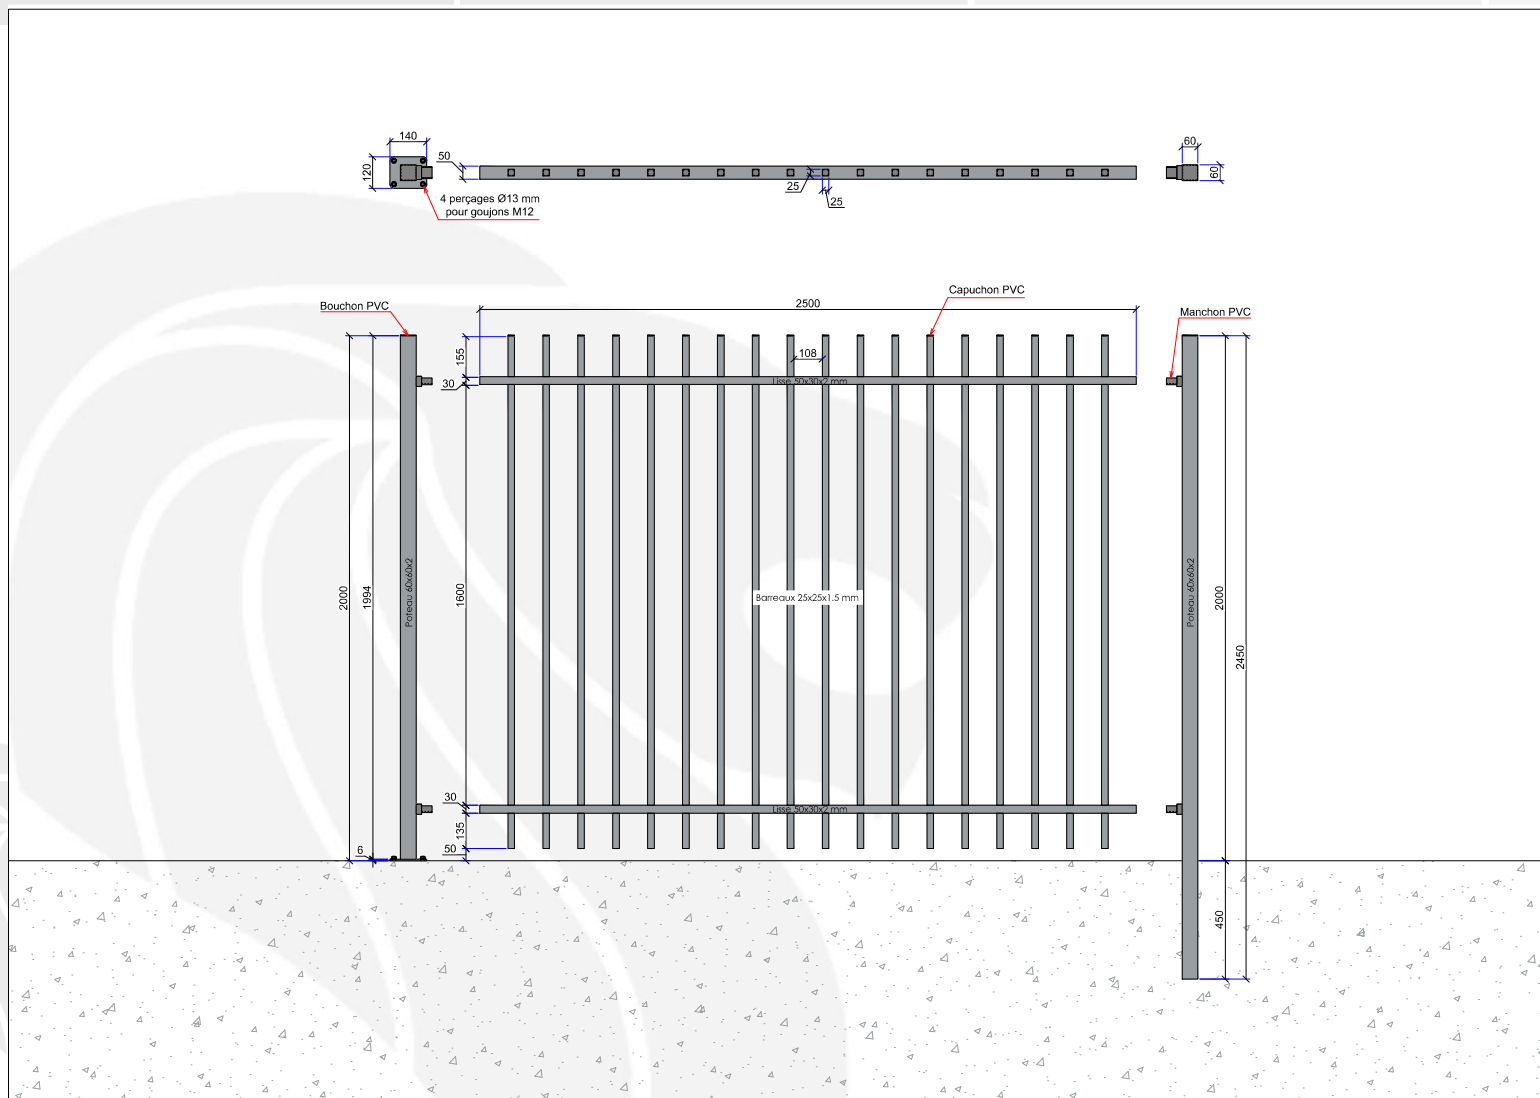 140
120
50
4 perçages Ø13 mm
pour goujons M12
25
25
60
60
Bouchon PVC
2500
Capuchon PVC
Manchon PVC
155
30
108
Lisse 50x30x2 mm
2000
1994
Poteau 60x60x2
1600
Barreaux 25x25x1.5 mm
Poteau 60x60x2
2000
2450
30
Lisse 50x30x2 mm
135
50
6
450